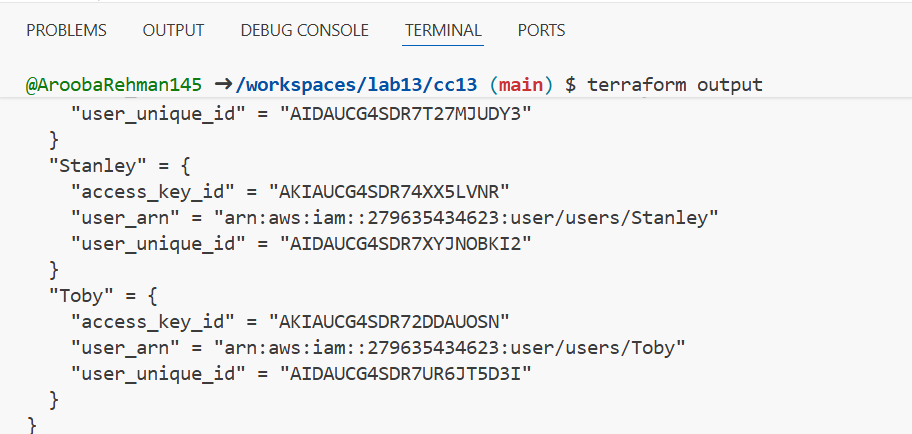 PROBLEMS OUTPUT DEBUG CONSOLE TERMINAL PORTS
@AroobaRehman145 ➜/workspaces/lab13/cc13 (main) $ terraform output
"user_unique_id" = "AIDAUCG4SDR7T27MJUDY3"
}
"Stanley" = {
"access_key_id" = "AKIAUCG4SDR74XX5LVNR"
"user_arn" = "arn:aws:iam::279635434623:user/users/Stanley"
"user_unique_id" = "AIDAUCG4SDR7XYJNOBKI2"
}
"Toby" = {
"access_key_id" = "AKIAUCG4SDR72DDAUOSN"
"user_arn" = "arn:aws:iam::279635434623:user/users/Toby"
"user_unique_id" = "AIDAUCG4SDR7UR6JT5D3I"
}
}